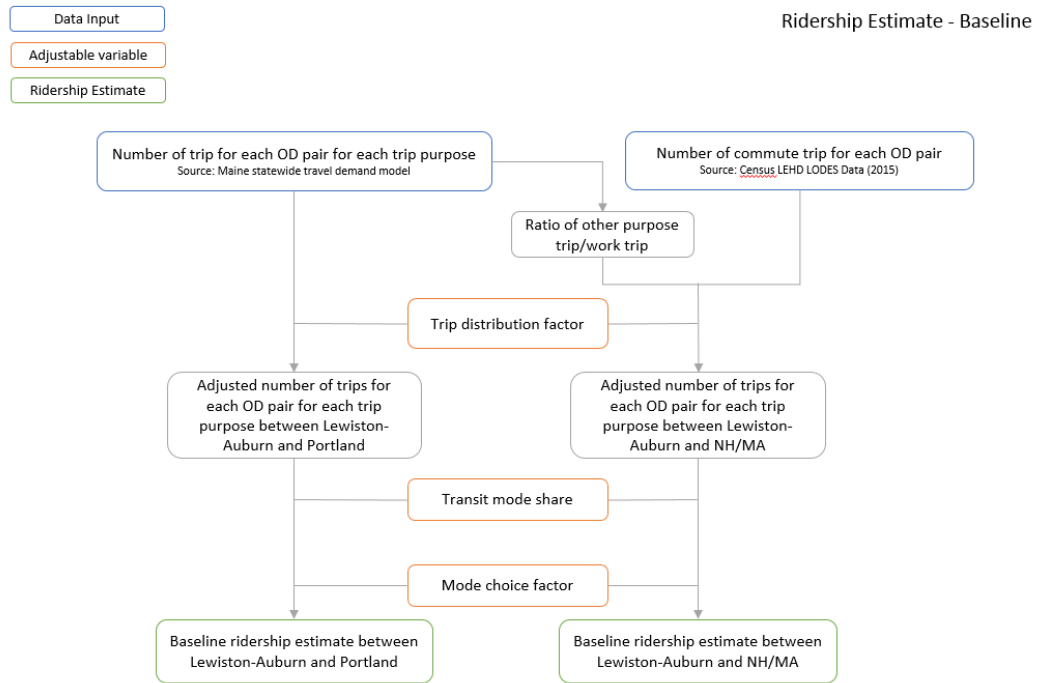 Data Input
Ridership Estimate - Baseline
Adjustable variable
Ridership Estimate
Number of trip for each OD pair for each trip purpose
Source: Maine statewide travel demand model
Number of commute trip for each OD pair
Source: Census LEHD LODES Data (2015)
Ratio of other purpose
trip/work trip
Trip distribution factor
Adjusted number of trips for
each OD pair for each trip
purpose between Lewiston-
Auburn and Portland
Adjusted number of trips for
each OD pair for each trip
purpose between Lewiston-
Auburn and NH/MA
Transit mode share
Mode choice factor
Baseline ridership estimate between
Lewiston-Auburn and Portland
Baseline ridership estimate between
Lewiston-Auburn and NH/MA